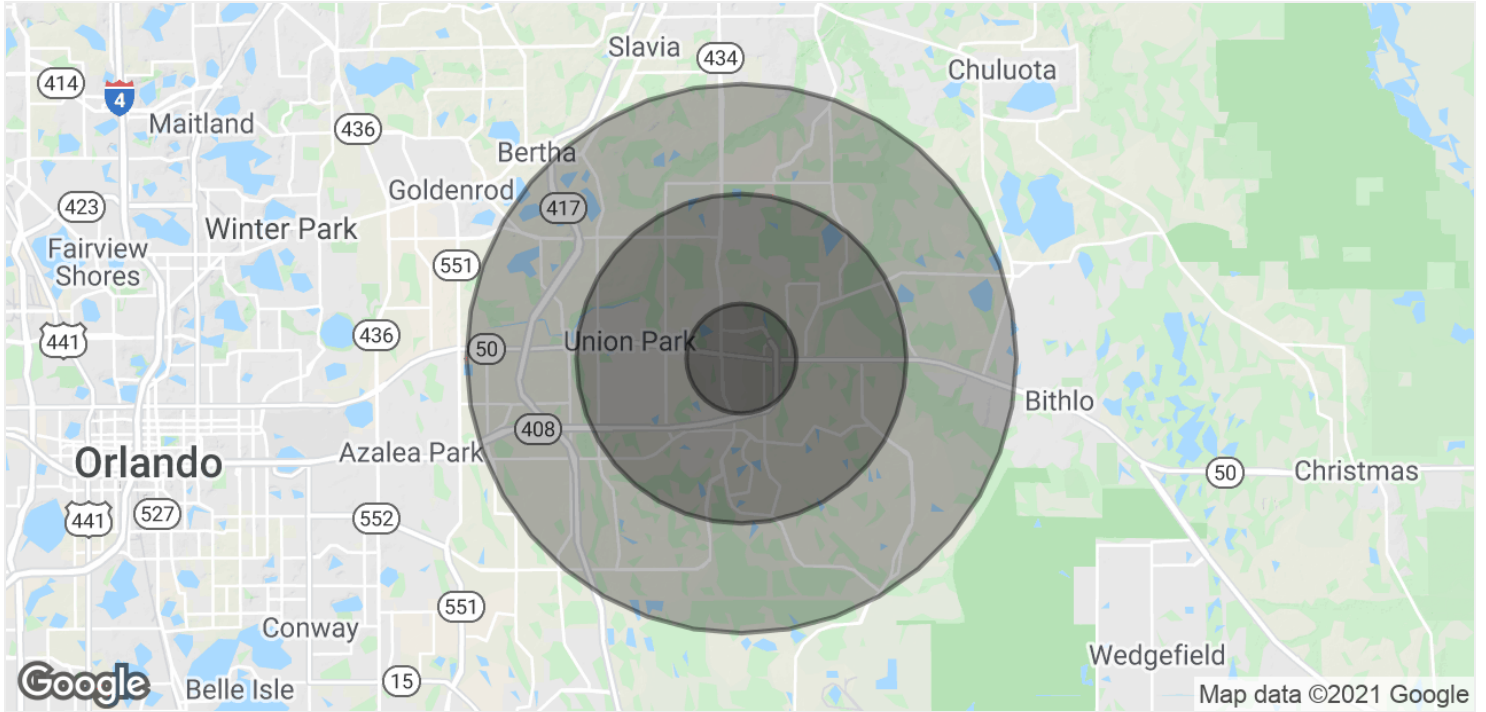 Slavia
434
Chuluota
414
4
Maitland
436
Bertha
Goldenrod
423
417
Winter Park
Fairview
Shores
551
436
441
50
Union Park
Bithlo
408
Azalea Park
Orlando
50
Christmas
441
527
552
551
Conway
Wedgefield
15
Belle Isle
Google
Map data ©2021 Google